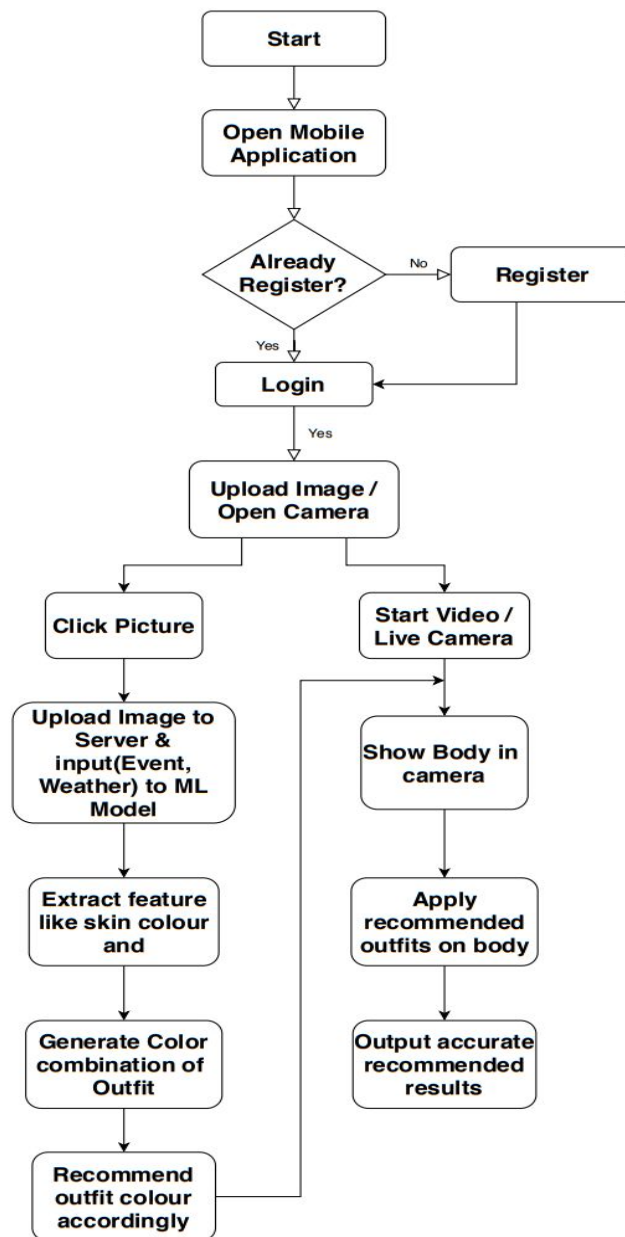 Start
Open Mobile
Application
Already
Register?
No
Register
Yes
Login
Yes
Upload Image /
Open Camera
Click Picture
Upload Image to
Server &
input(Event,
Weather) to ML
Model
Extract feature
like skin colour
and
Generate Color
combination of
Outfit
Recommend
outfit colour
accordingly
Start Video /
Live Camera
Show Body in
camera
Apply
recommended
outfits on body
Output accurate
recommended
results